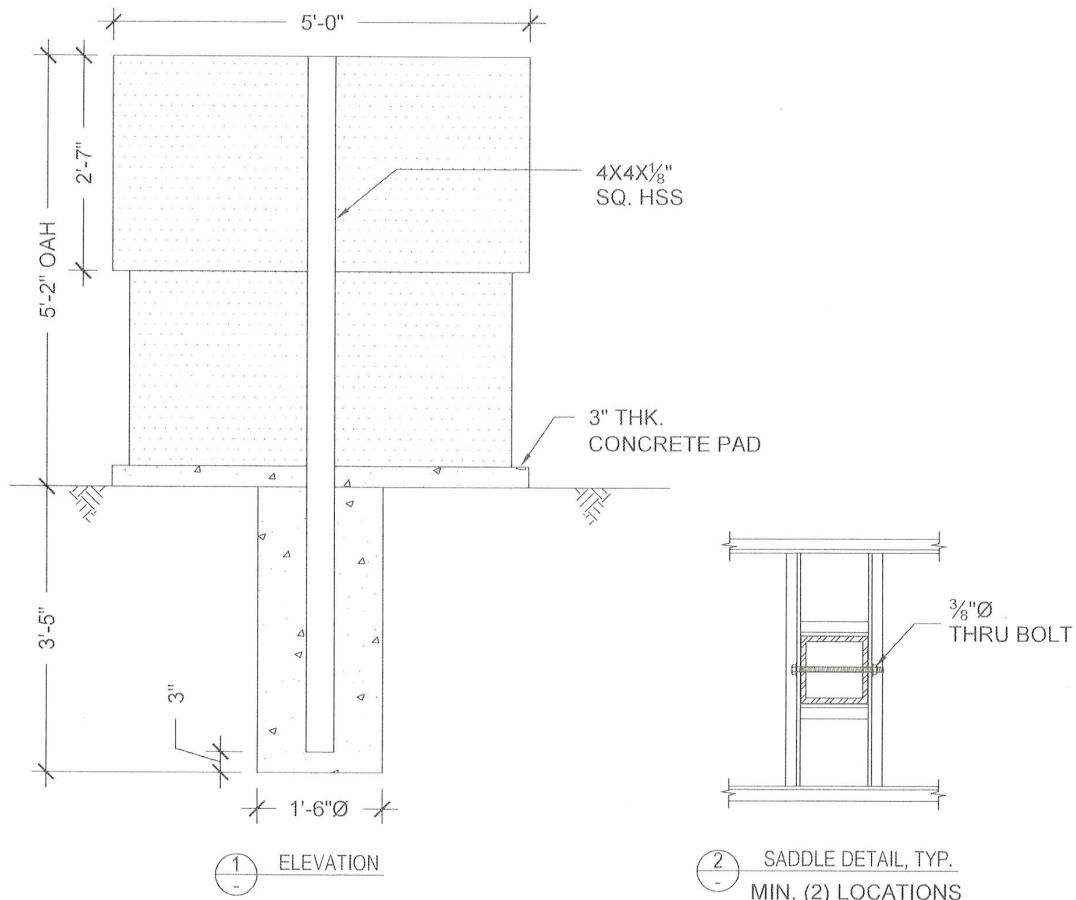 5'-0"
2'-7"
5'-2" OAH
4X4X⅛"
SQ. HSS
3" THK.
CONCRETE PAD
3'-5"
3"
1'-6"Ø
1
-
ELEVATION
⅜"Ø
THRU BOLT
2
-
SADDLE DETAIL, TYP.
MIN. (2) LOCATIONS